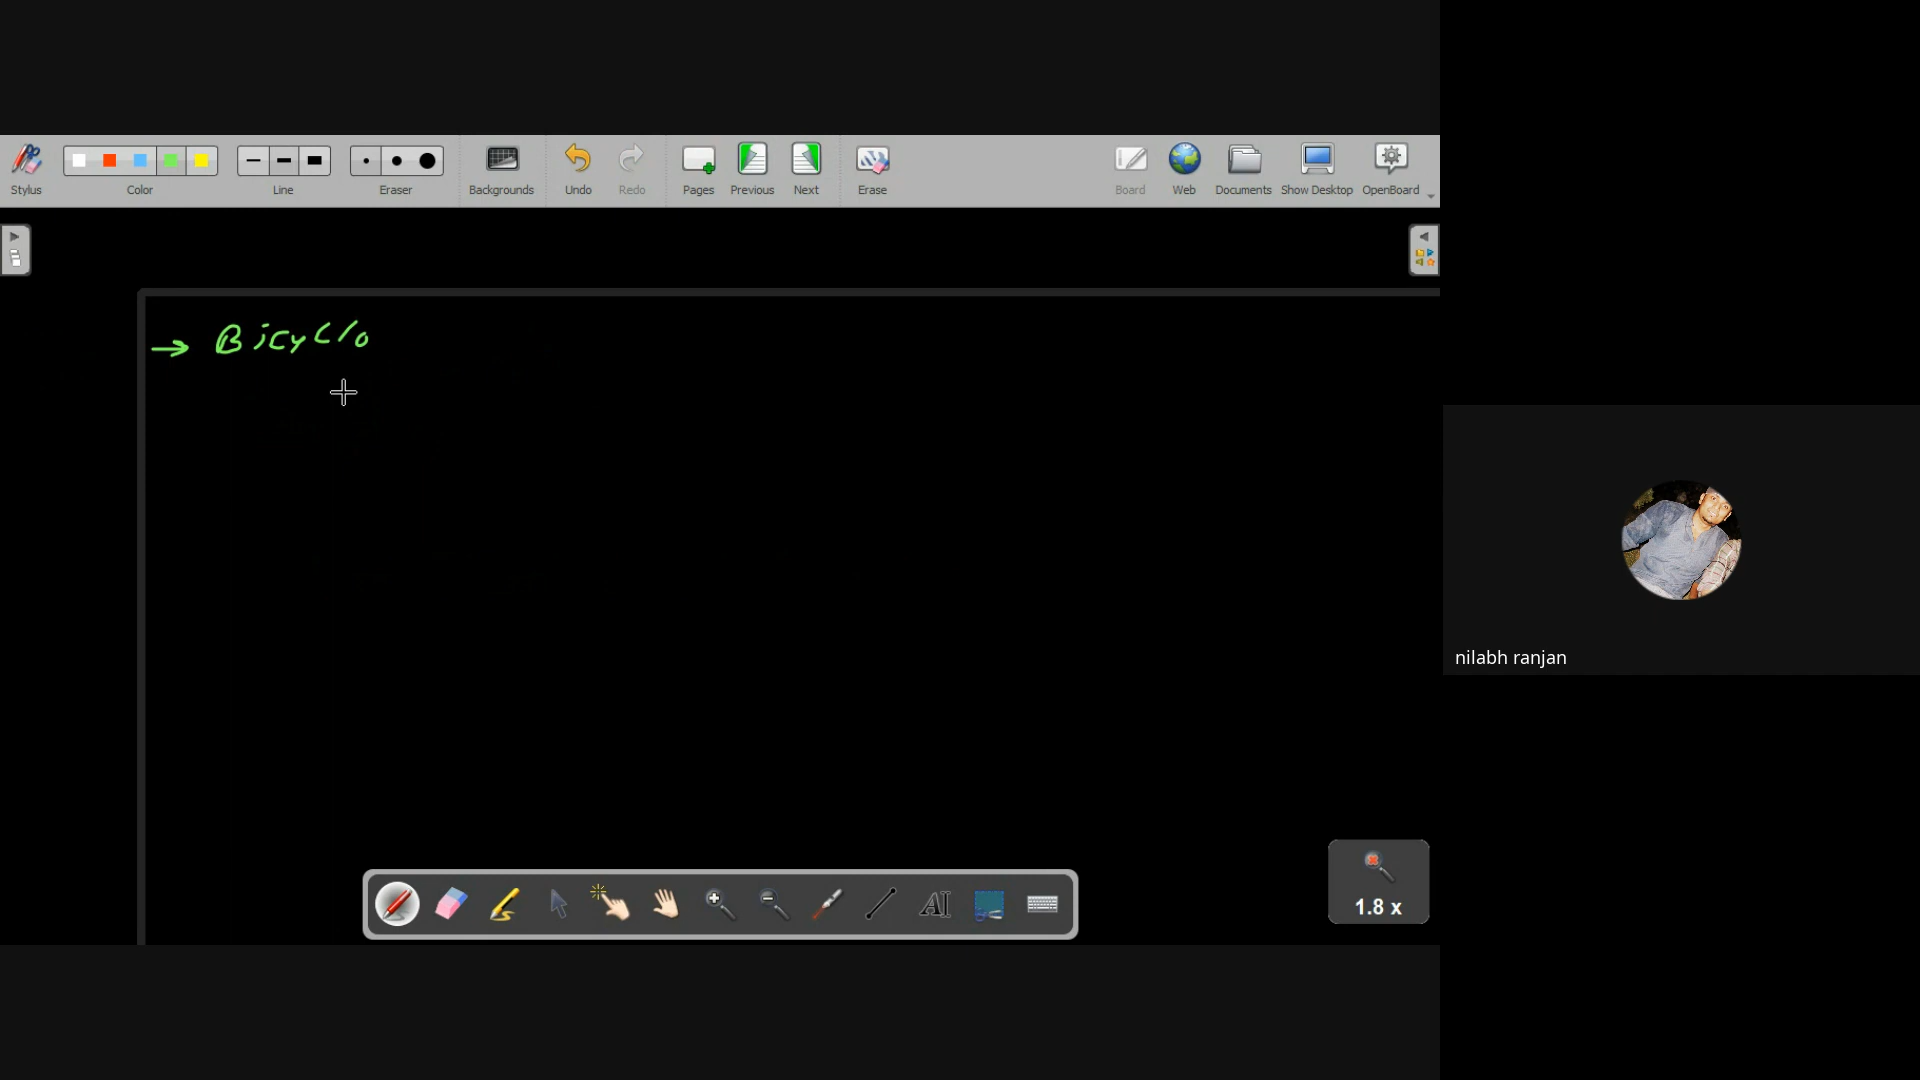 Stylus
Color
Line
Eraser
Backgrounds
Undo
Redo
Pages
Previous
Next
Erase
Board
Web
Documents
Show Desktop
OpenBoard
→ Bicyclo
nilabh ranjan
AI
1.8 x